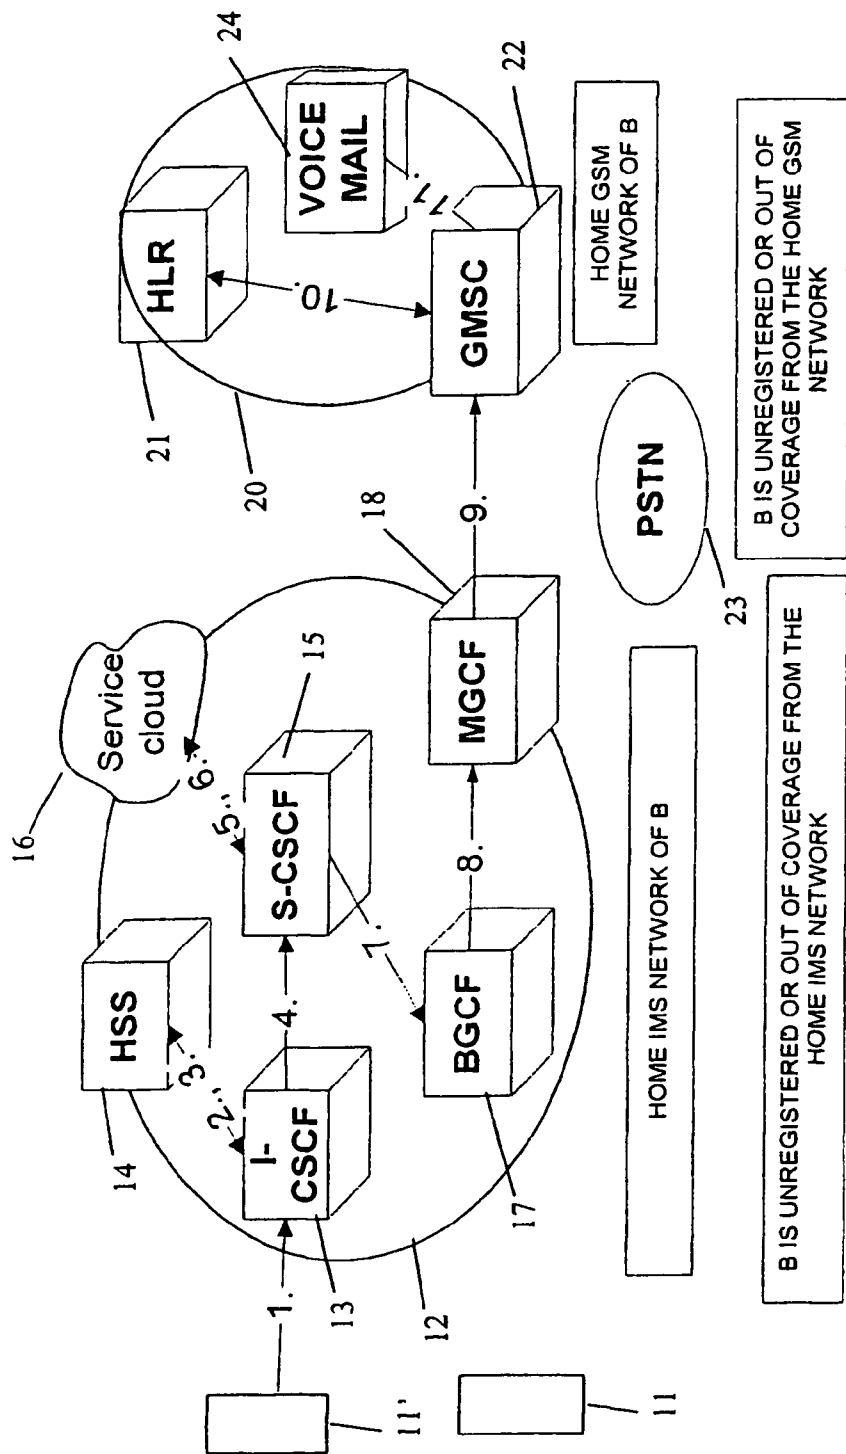 16
Service
cloud
24
14
HSS
3.
2.,
6.
5.,
15
21
HLR
VOICE
MAIL
20
10.
11.
1.
I-
CSCF
4.
S-CSCF
18
11'
13
7.
12
17
BGCF
8.
MGCF
9.
GMSC
22
11
PSTN
23
HOME IMS NETWORK OF B
HOME GSM
NETWORK OF B
B IS UNREGISTERED OR OUT OF COVERAGE FROM THE
HOME IMS NETWORK
B IS UNREGISTERED OR OUT OF
COVERAGE FROM THE HOME GSM
NETWORK